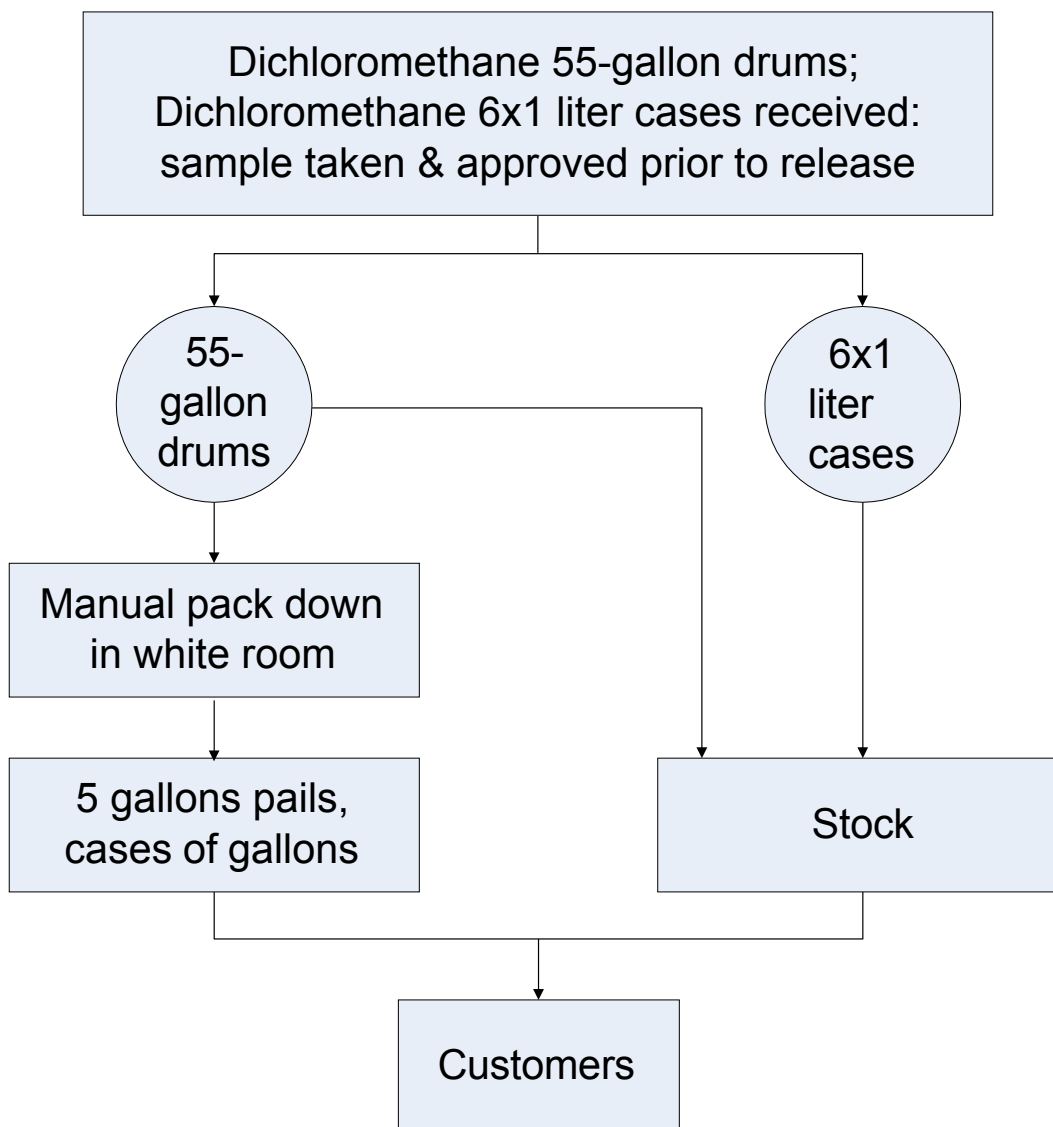 Dichloromethane 55-gallon drums;
Dichloromethane 6x1 liter cases received:
sample taken & approved prior to release
55-
gallon
drums
6x1
liter
cases
Manual pack down
in white room
5 gallons pails,
cases of gallons
Stock
Customers